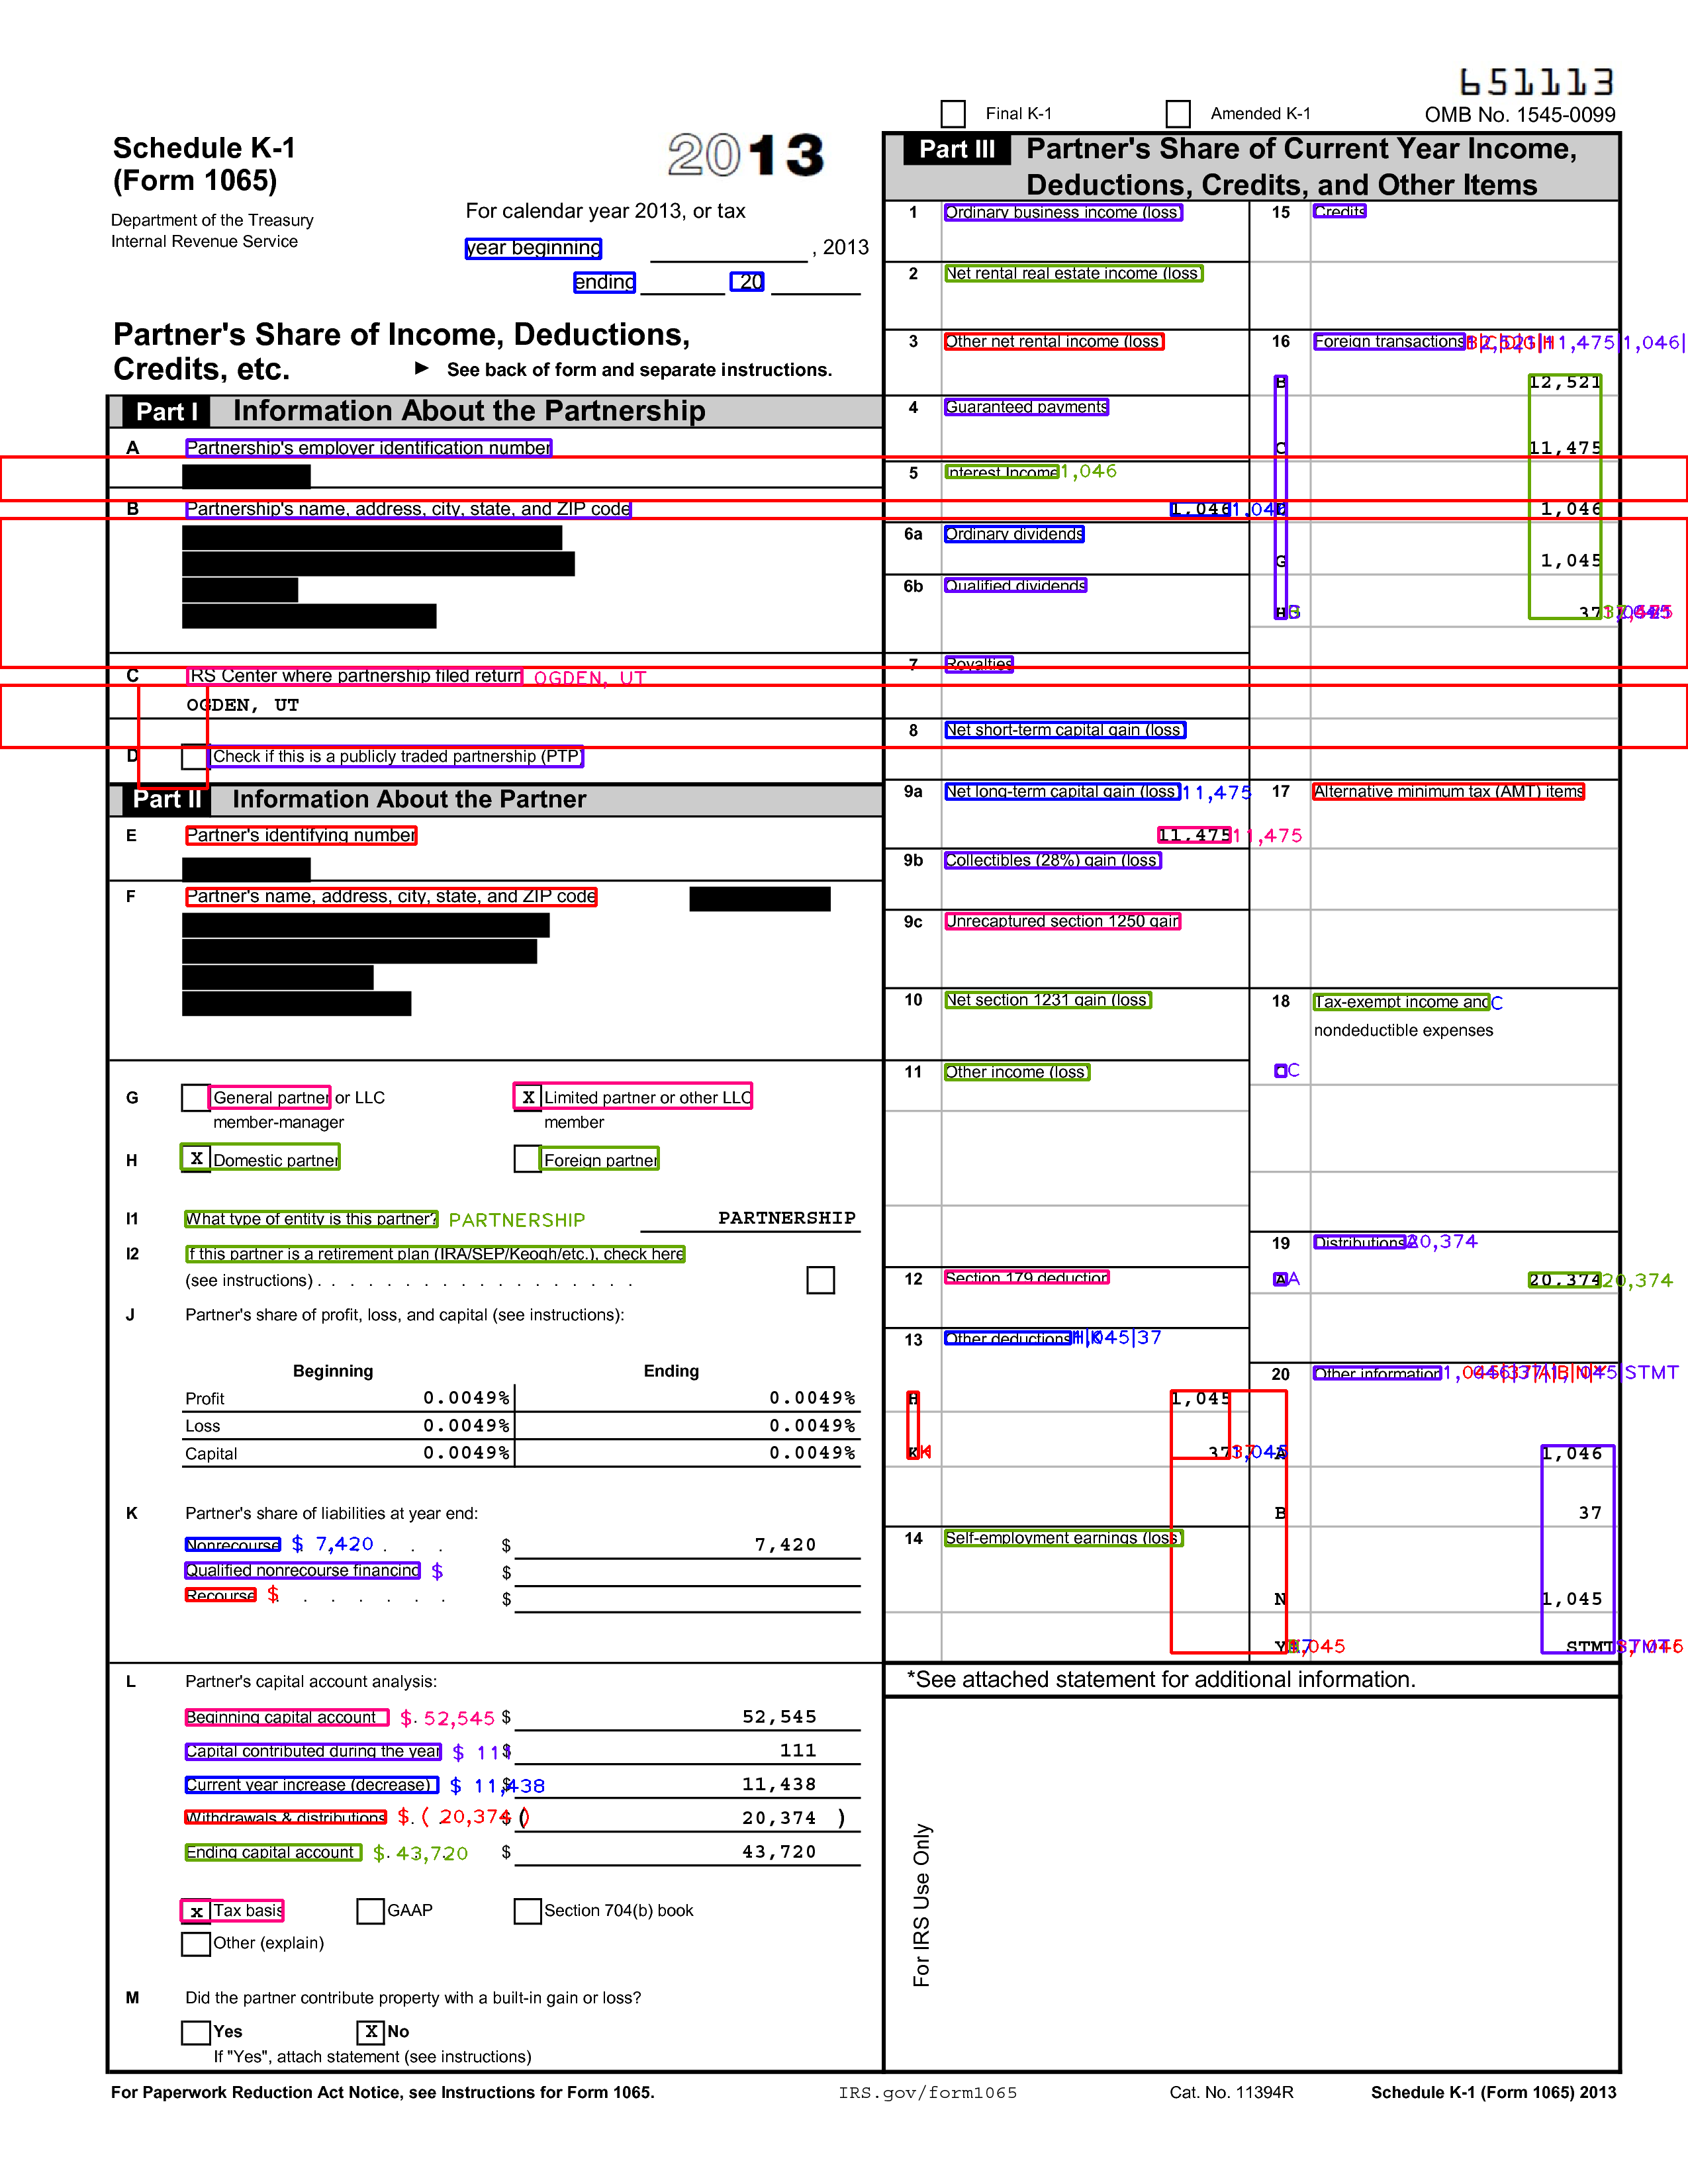 651113
Final K-1
Amended K-1
OMB No. 1545-0099
Schedule K-1
(Form 1065)
2013
Department of the Treasury
Internal Revenue Service
For calendar year 2013, or tax
year beginning , 2013
ending 20
Partner's Share of Income, Deductions,
Credits, etc.
► See back of form and separate instructions.
Part I Information About the Partnership
A Partnership's employer identification number
B Partnership's name, address, city, state, and ZIP code
C RS Center where partnership filed return OGDEN, UT
OGDEN, UT
D Check if this is a publicly traded partnership (PTP)
Part II Information About the Partner
E Partner's identifying number
F Partner's name, address, city, state, and ZIP code
G General partner or LLC
member-manager
X Limited partner or other LLC
member
H X Domestic partner
Foreign partner
I1 What type of entity is this partner? PARTNERSHIP PARTNERSHIP
I2 If this partner is a retirement plan (IRA/SEP/Keogh/etc.), check here
(see instructions) . . . . . . . . . . . . . . . . .
J Partner's share of profit, loss, and capital (see instructions):
Beginning Ending
Profit 0.0049% 0.0049%
Loss 0.0049% 0.0049%
Capital 0.0049% 0.0049%
K Partner's share of liabilities at year end:
Nonrecourse $ 7,420 . . $ 7,420
Qualified nonrecourse financing $ $
Recourse $ . . . . . . $
L Partner's capital account analysis:
Beginning capital account $. 52,545 $ 52,545
Capital contributed during the year $ 111 $ 111
Current year increase (decrease) $ 11,438 $ 11,438
Withdrawals & distributions $. ( 20,374 ) $ ( 20,374 )
Ending capital account $. 43,720 $ 43,720
x Tax basis
GAAP
Section 704(b) book
Other (explain)
M Did the partner contribute property with a built-in gain or loss?
Yes
X No
If "Yes", attach statement (see instructions)
Part III Partner's Share of Current Year Income,
Deductions, Credits, and Other Items
1 Ordinary business income (loss)
2 Net rental real estate income (loss)
3 Other net rental income (loss)
4 Guaranteed payments
5 Interest Income 1,046
1,046 1,046
6a Ordinary dividends
6b Qualified dividends
7 Royalties
8 Net short-term capital gain (loss)
9a Net long-term capital gain (loss) 11,475
11,475 11,475
9b Collectibles (28%) gain (loss)
9c Unrecaptured section 1250 gain
10 Net section 1231 gain (loss)
11 Other income (loss)
12 Section 179 deduction
13 Other deductions 1,045|37
H 1,045
K 37
14 Self-employment earnings (loss)
15 Credits
16 Foreign transactions
B 12,521
C 11,475
D 1,046
G 1,045
H 37
17 Alternative minimum tax (AMT) items
18 Tax-exempt income and C
nondeductible expenses
C
19 Distributions 20,374
A A 20,374 20,374
20 Other information
A 1,046
B 37
N 1,045
Y STMT
*See attached statement for additional information.
For IRS Use Only
For Paperwork Reduction Act Notice, see Instructions for Form 1065.
IRS.gov/form1065
Cat. No. 11394R
Schedule K-1 (Form 1065) 2013